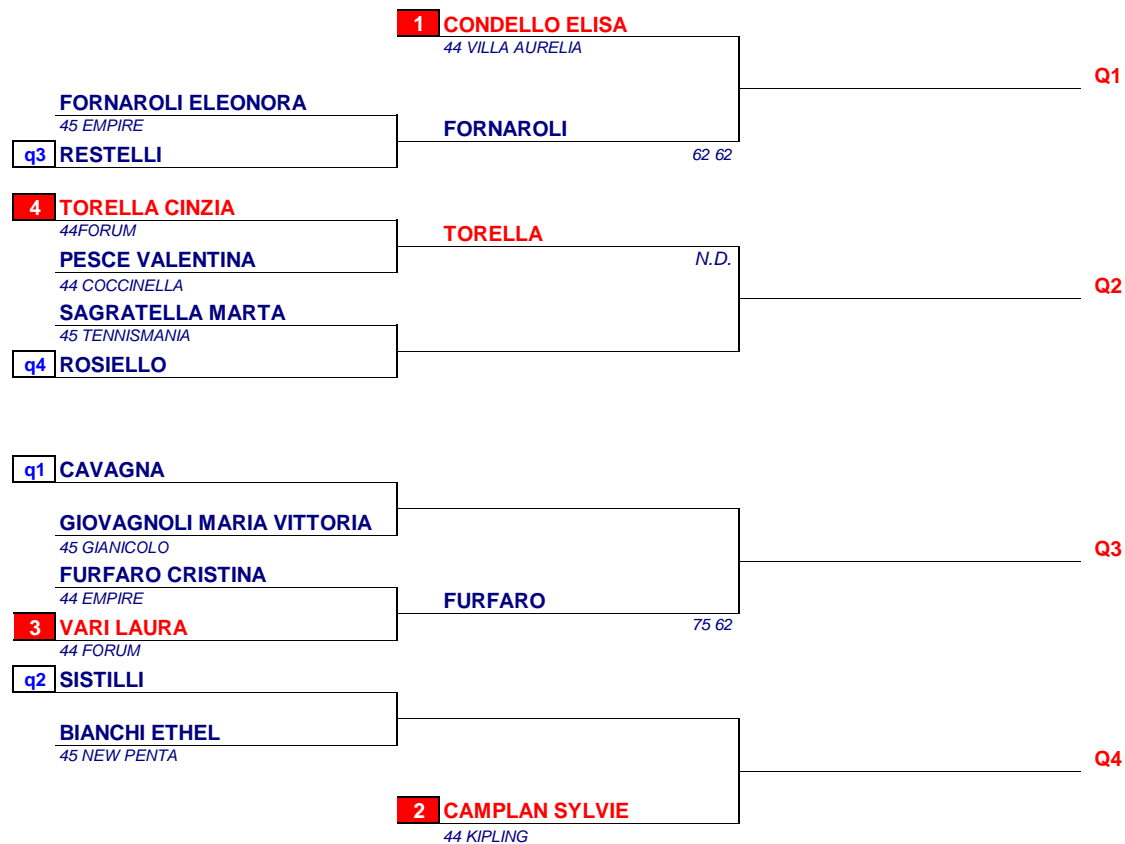 1 CONDELLO ELISA
44 VILLA AURELIA
Q1
FORNAROLI ELEONORA
45 EMPIRE
FORNAROLI
q3 RESTELLI
62 62
4 TORELLA CINZIA
44FORUM
TORELLA
PESCE VALENTINA
N.D.
44 COCCINELLA
Q2
SAGRATELLA MARTA
45 TENNISMANIA
q4 ROSIELLO
q1 CAVAGNA
GIOVAGNOLI MARIA VITTORIA
45 GIANICOLO
Q3
FURFARO CRISTINA
44 EMPIRE
FURFARO
3 VARI LAURA
75 62
44 FORUM
q2 SISTILLI
BIANCHI ETHEL
45 NEW PENTA
Q4
2 CAMPLAN SYLVIE
44 KIPLING